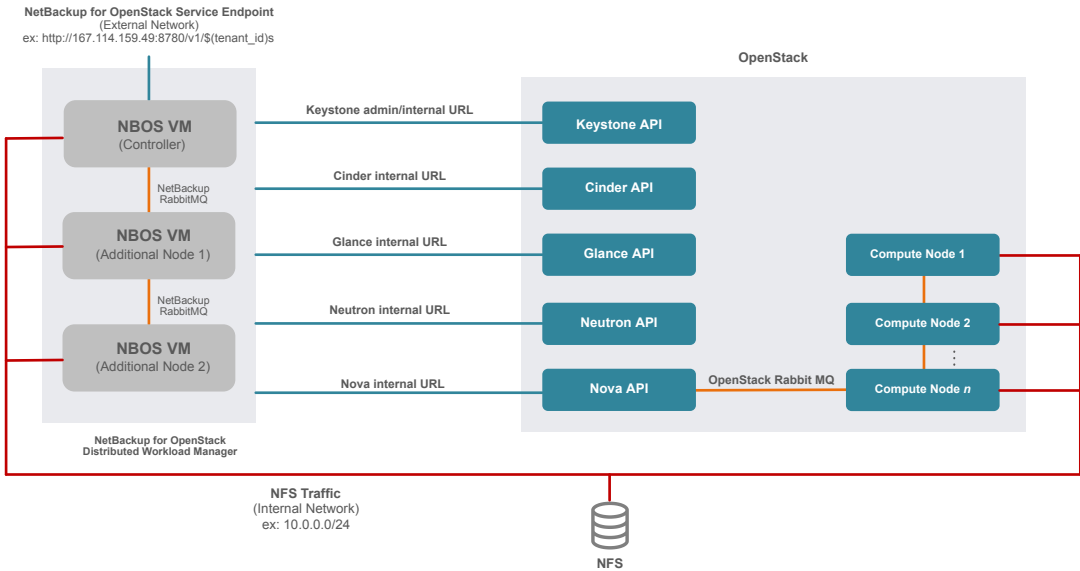 NetBackup for OpenStack Service Endpoint
(External Network)
ex: http://167.114.159.49:8780/v1/$(tenant_id)s
NBOS VM
(Controller)
NetBackup
RabbitMQ
NBOS VM
(Additional Node 1)
NetBackup
RabbitMQ
NBOS VM
(Additional Node 2)
NetBackup for OpenStack
Distributed Workload Manager
Keystone admin/internal URL
Cinder internal URL
Glance internal URL
Neutron internal URL
Nova internal URL
OpenStack
Keystone API
Cinder API
Glance API
Neutron API
Nova API
OpenStack Rabbit MQ
Compute Node 1
Compute Node 2
⋮
Compute Node n
NFS Traffic
(Internal Network)
ex: 10.0.0.0/24
NFS